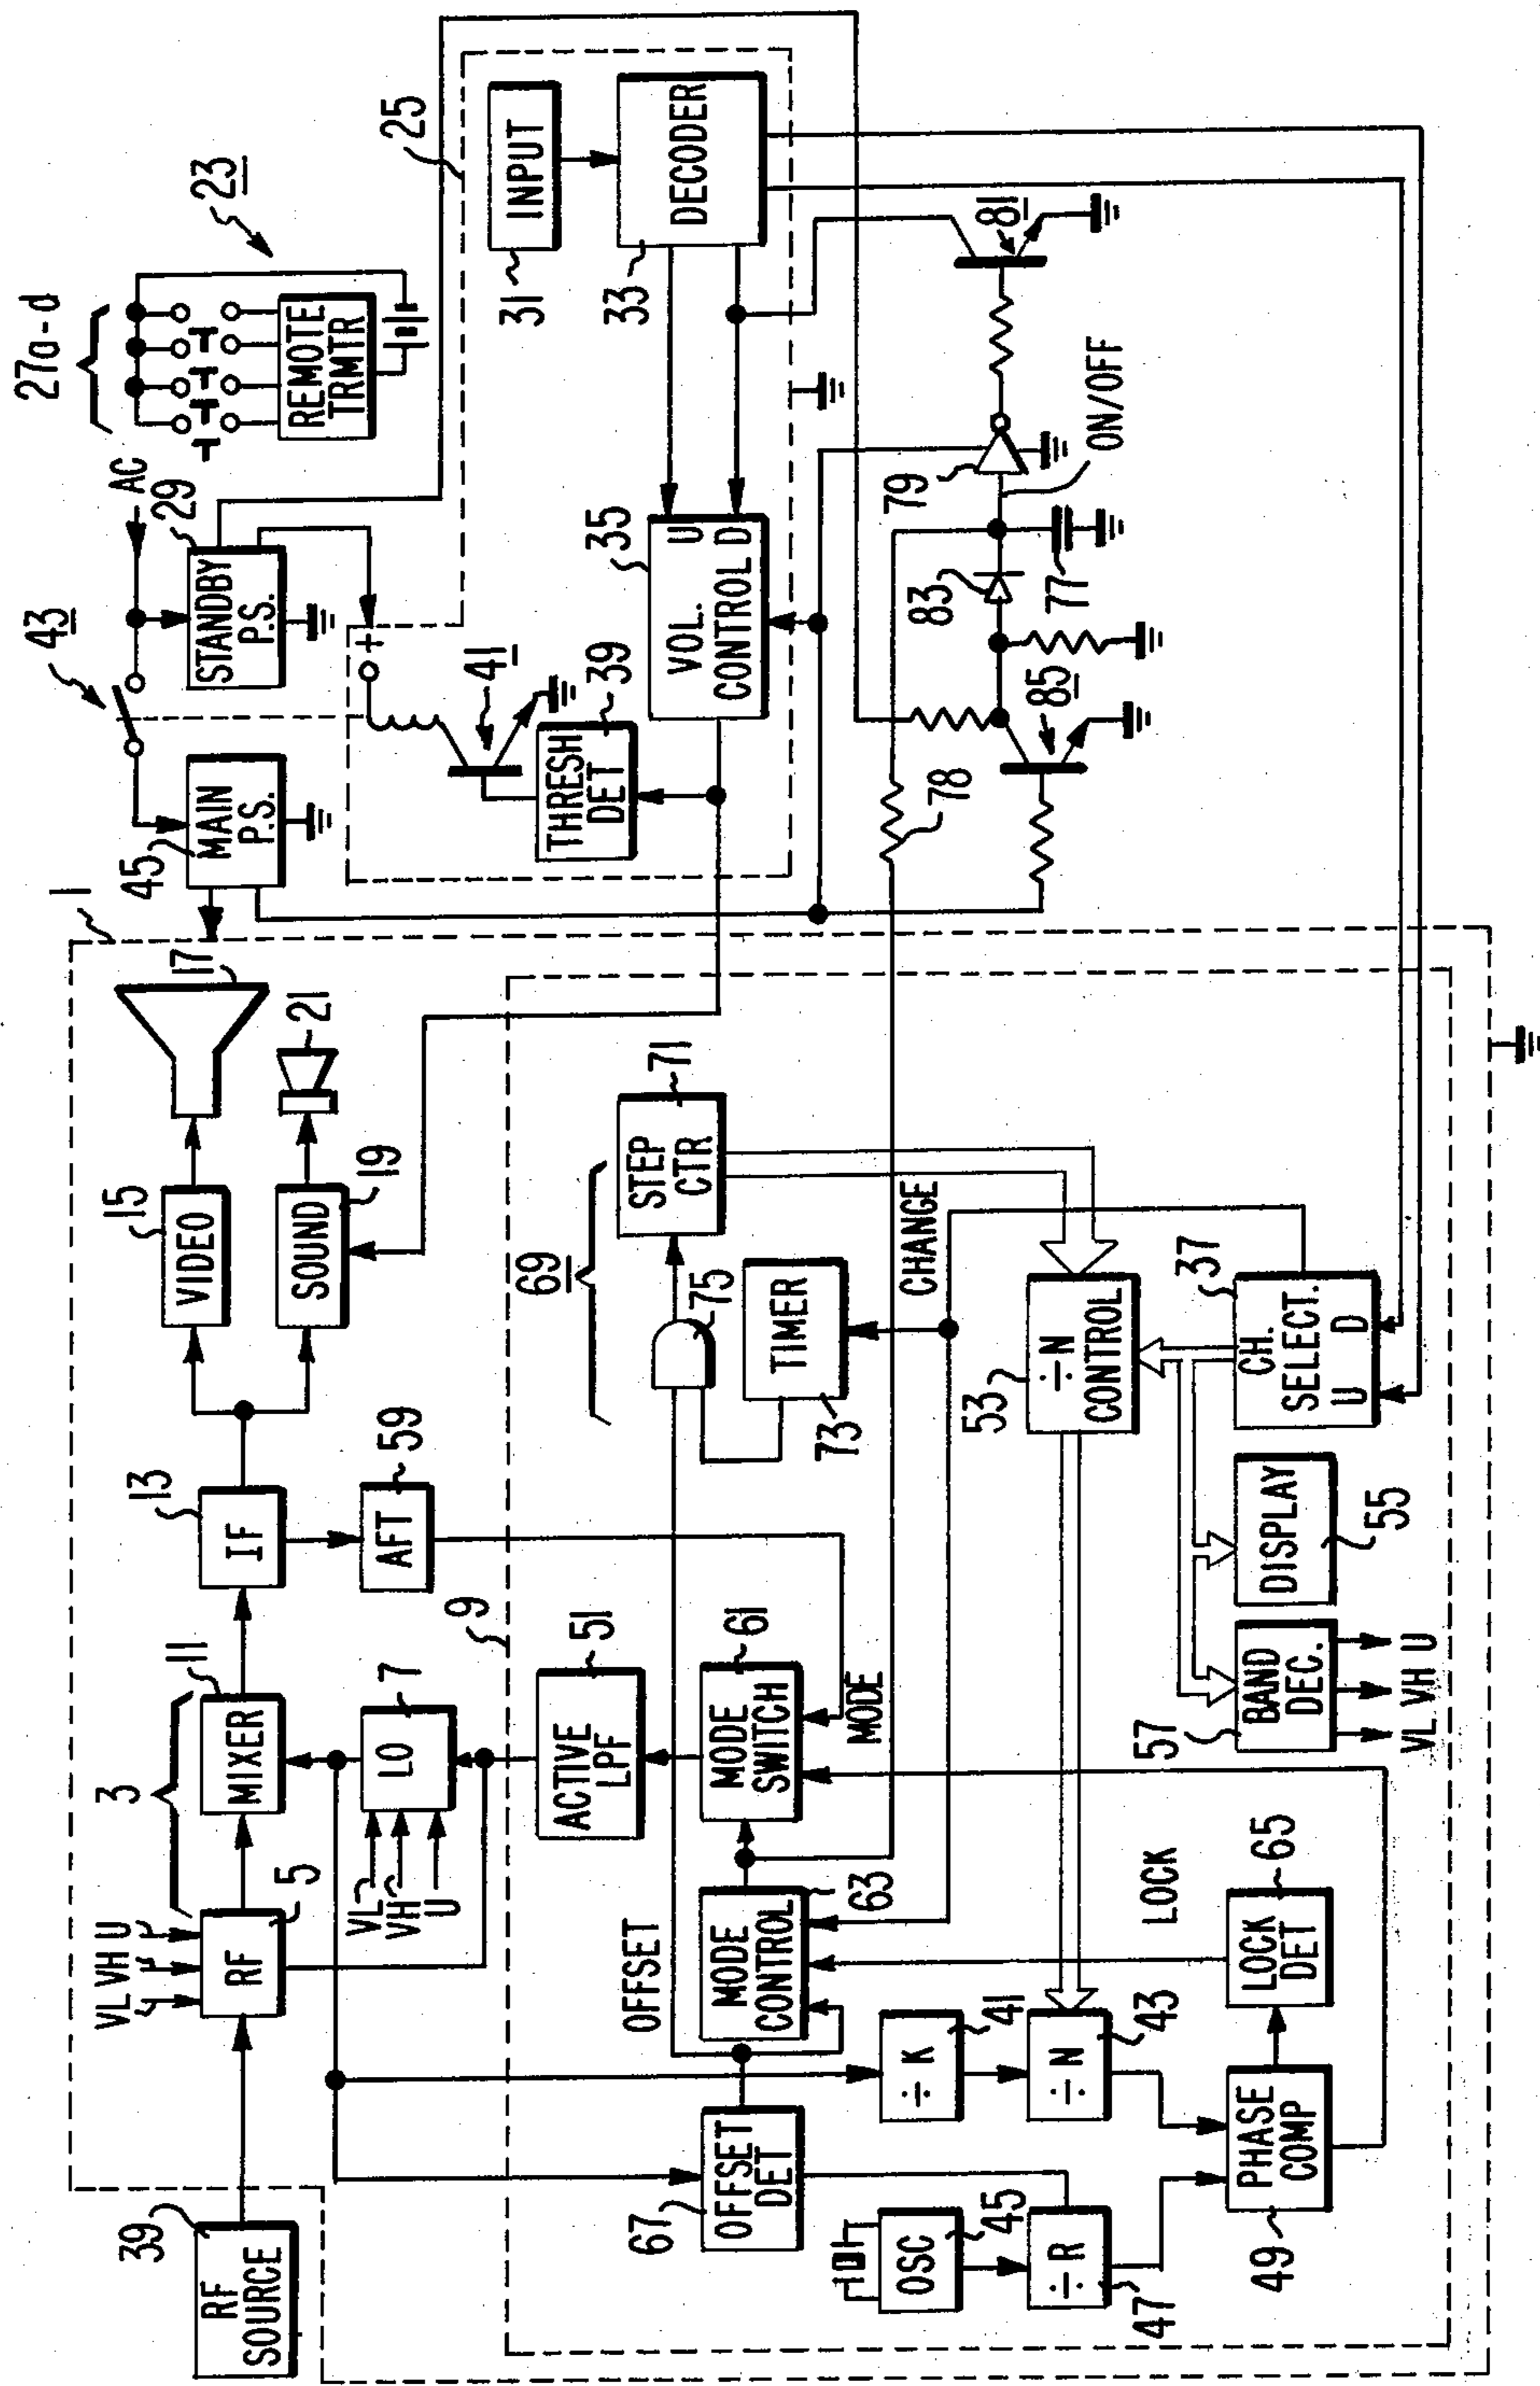 39
RF
SOURCE
VL VH U
5
RF
3
11
MIXER
VL
VH
U
7
LO
13
IF
AFT
59
15
VIDEO
17
SOUND
19
21
1
45
MAIN
P.S.
43
AC
29
STANDBY
P.S.
27a-d
23
REMOTE
TRMTR
25
+
41
THRESH
DET
39
35
VOL.
CONTROL
U
D
31
INPUT
33
DECODER
81
79
ON/OFF
83
77
85
78
9
ACTIVE
LPF
51
OFFSET
67
OFFSET
DET
MODE
CONTROL
63
MODE
SWITCH
61
MODE
69
STEP
CTR
71
75
TIMER
73
CHANGE
OSC
45
÷R
47
÷K
41
÷N
43
53
÷N
CONTROL
49
PHASE
COMP
LOCK
LOCK
DET
65
57
BAND
DEC.
VL VH U
DISPLAY
55
37
CH.
SELECT.
U D